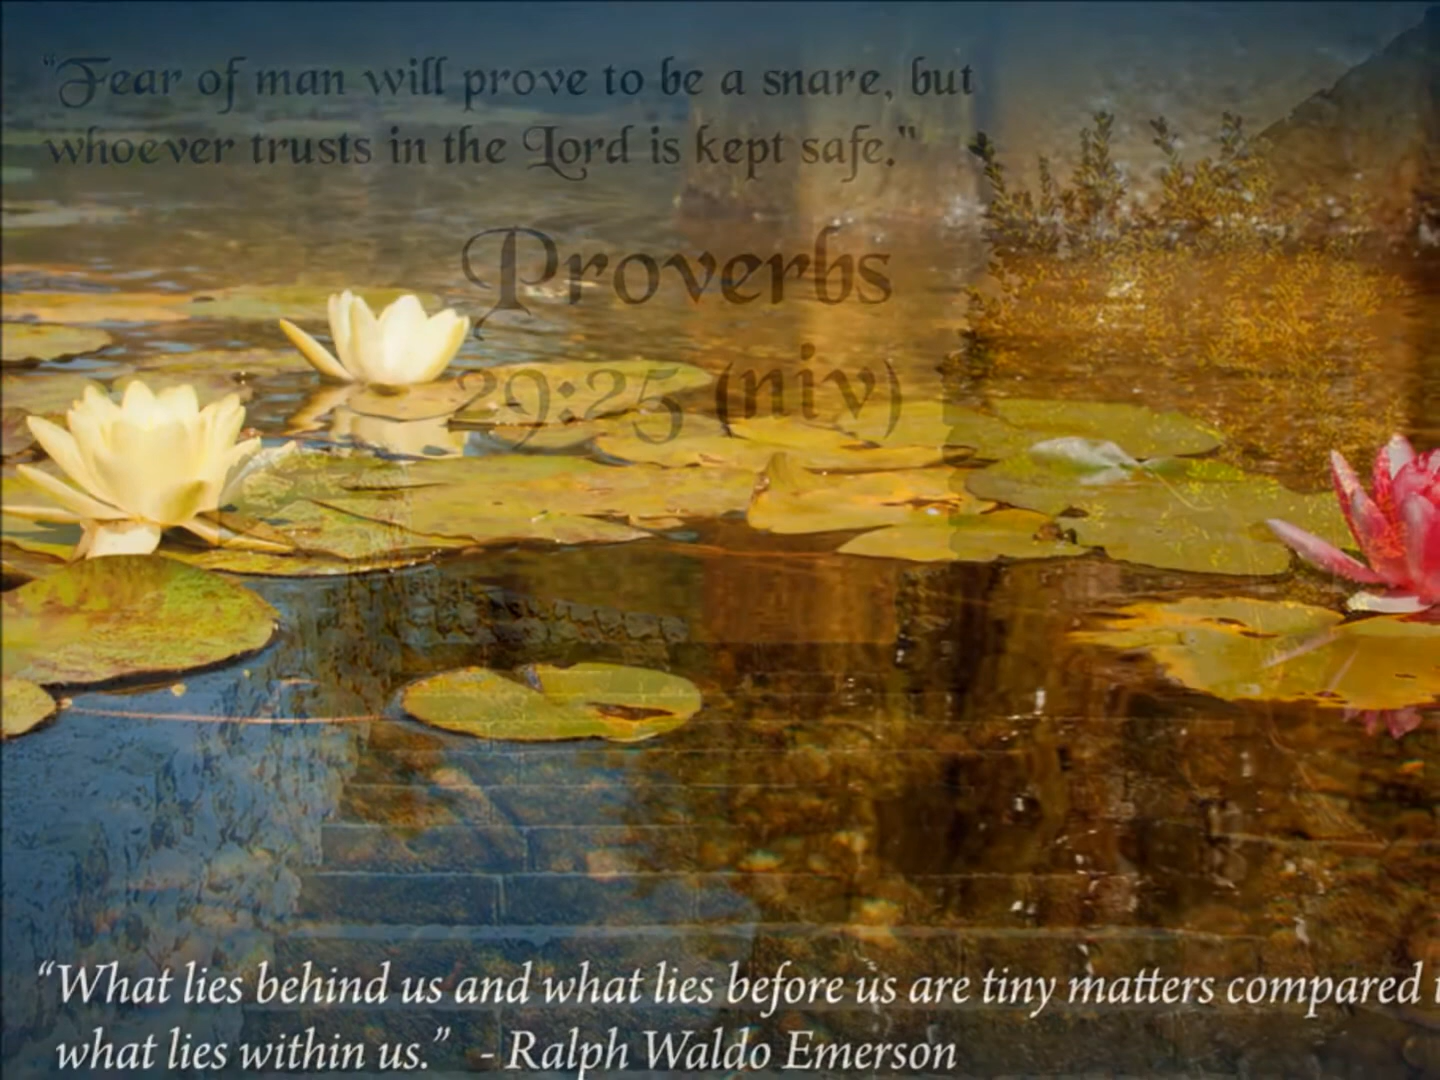 "Fear of man will prove to be a snare, but
whoever trusts in the Lord is kept safe."
Proverbs
29:25 (niv)
“What lies behind us and what lies before us are tiny matters compared
what lies within us.” - Ralph Waldo Emerson